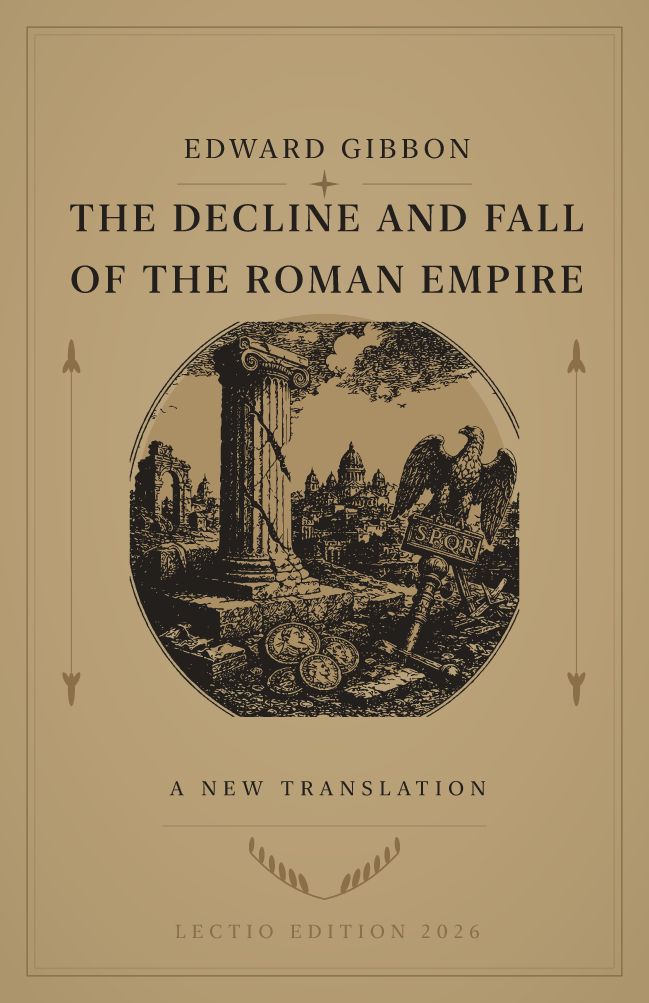 EDWARD GIBBON
THE DECLINE AND FALL
OF THE ROMAN EMPIRE
SPQR
A NEW TRANSLATION
LECTIO EDITION 2026